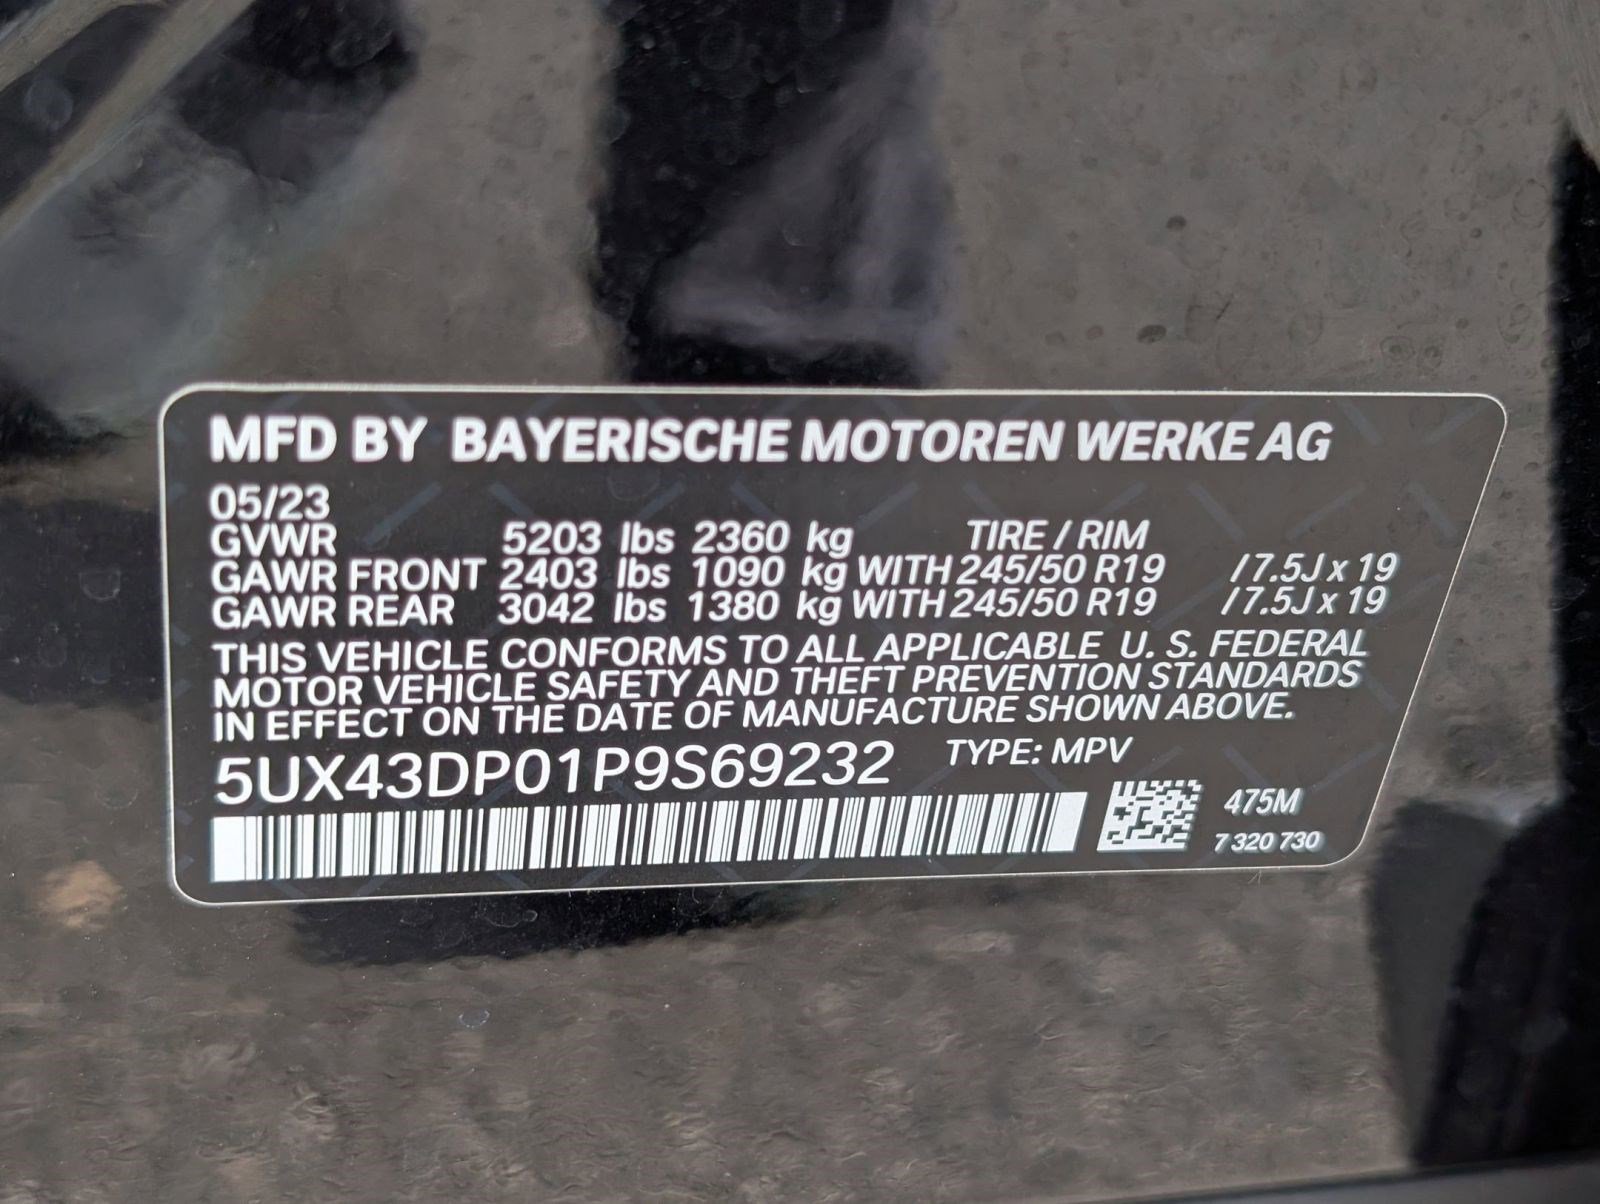 MFD BY BAYERISCHE MOTOREN WERKE AG
05/23
GVWR 5203 lbs 2360 kg TIRE / RIM
GAWR FRONT 2403 lbs 1090 kg WITH 245/50 R19 / 7.5J x 19
GAWR REAR 3042 lbs 1380 kg WITH 245/50 R19 / 7.5J x 19
THIS VEHICLE CONFORMS TO ALL APPLICABLE U. S. FEDERAL
MOTOR VEHICLE SAFETY AND THEFT PREVENTION STANDARDS
IN EFFECT ON THE DATE OF MANUFACTURE SHOWN ABOVE.
5UX43DP01P9S69232 TYPE: MPV
475M
7 320 730